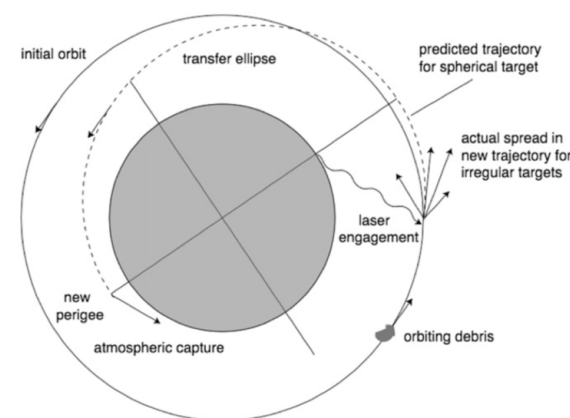 initial orbit
transfer ellipse
predicted trajectory
for spherical target
actual spread in
new trajectory for
irregular targets
laser
engagement
new
perigee
orbiting debris
atmospheric capture